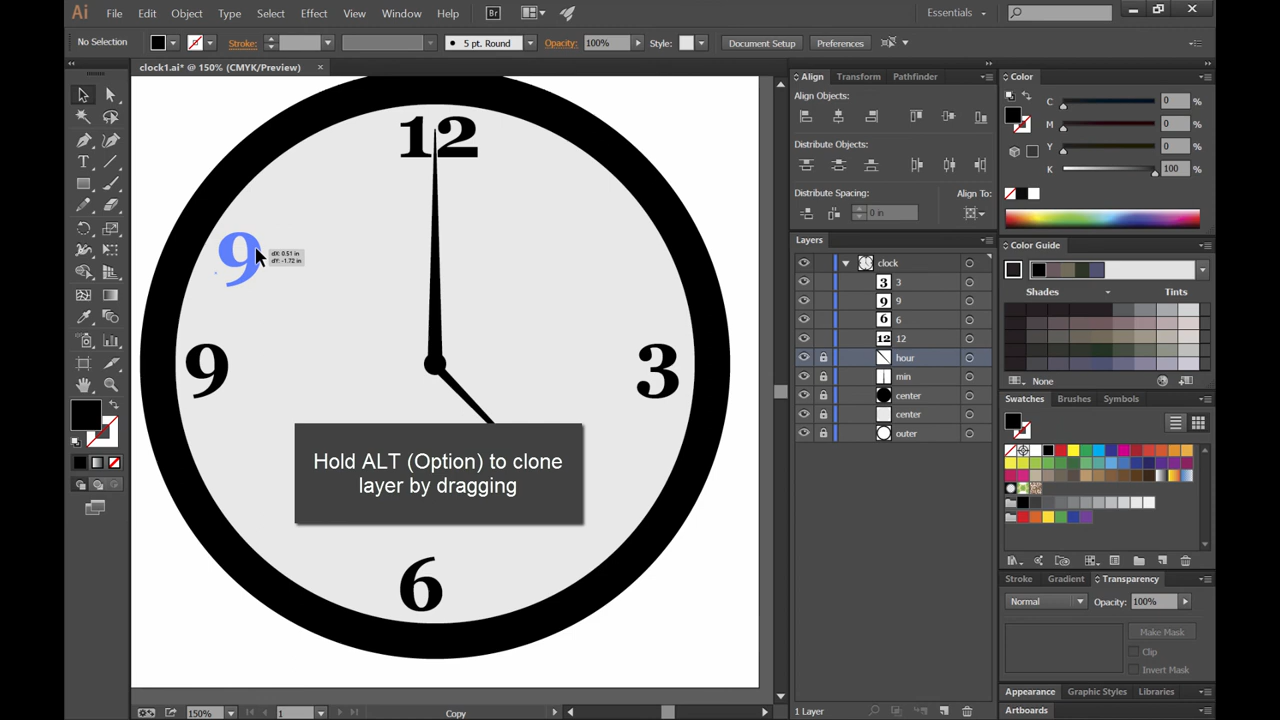 Ai File Edit Object Type Select Effect View Window Help Br Essentials
No Selection Stroke: 5 pt. Round Opacity: 100% Style: Document Setup Preferences
clock1.ai* @ 150% (CMYK/Preview) ×
12
9
dX: 0.51 in
dY: -1.72 in
9
3
Hold ALT (Option) to clone
layer by dragging
6
150% 1 Copy
Align Transform Pathfinder
Align Objects:
Distribute Objects:
Distribute Spacing: Align To:
0 in
Layers
clock
3 3
9 9
6 6
12 12
hour
min
center
center
outer
1 Layer
Color
C 0 %
M 0 %
Y 0 %
K 100 %
Color Guide
Shades Tints
None
Swatches Brushes Symbols
Stroke Gradient Transparency
Normal Opacity: 100%
Make Mask
Clip
Invert Mask
Appearance Graphic Styles Libraries
Artboards